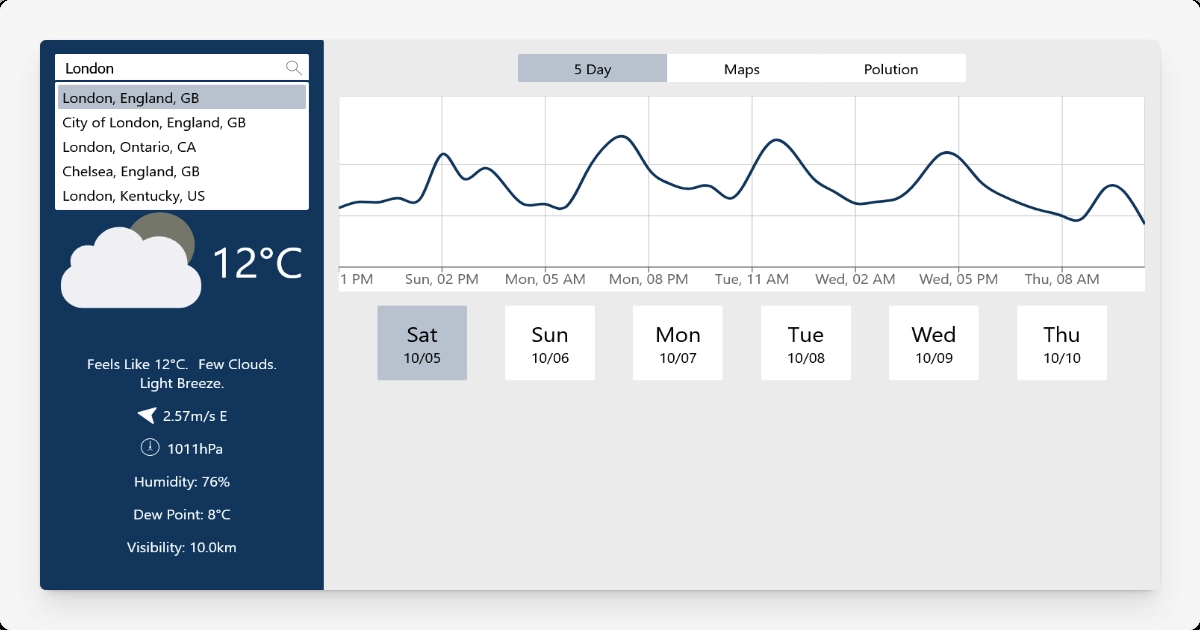 London
London, England, GB
City of London, England, GB
London, Ontario, CA
Chelsea, England, GB
London, Kentucky, US
12°C
Feels Like 12°C. Few Clouds.
Light Breeze.
2.57m/s E
1011hPa
Humidity: 76%
Dew Point: 8°C
Visibility: 10.0km
5 Day
Maps
Polution
1 PM
Sun, 02 PM
Mon, 05 AM
Mon, 08 PM
Tue, 11 AM
Wed, 02 AM
Wed, 05 PM
Thu, 08 AM
Sat
10/05
Sun
10/06
Mon
10/07
Tue
10/08
Wed
10/09
Thu
10/10